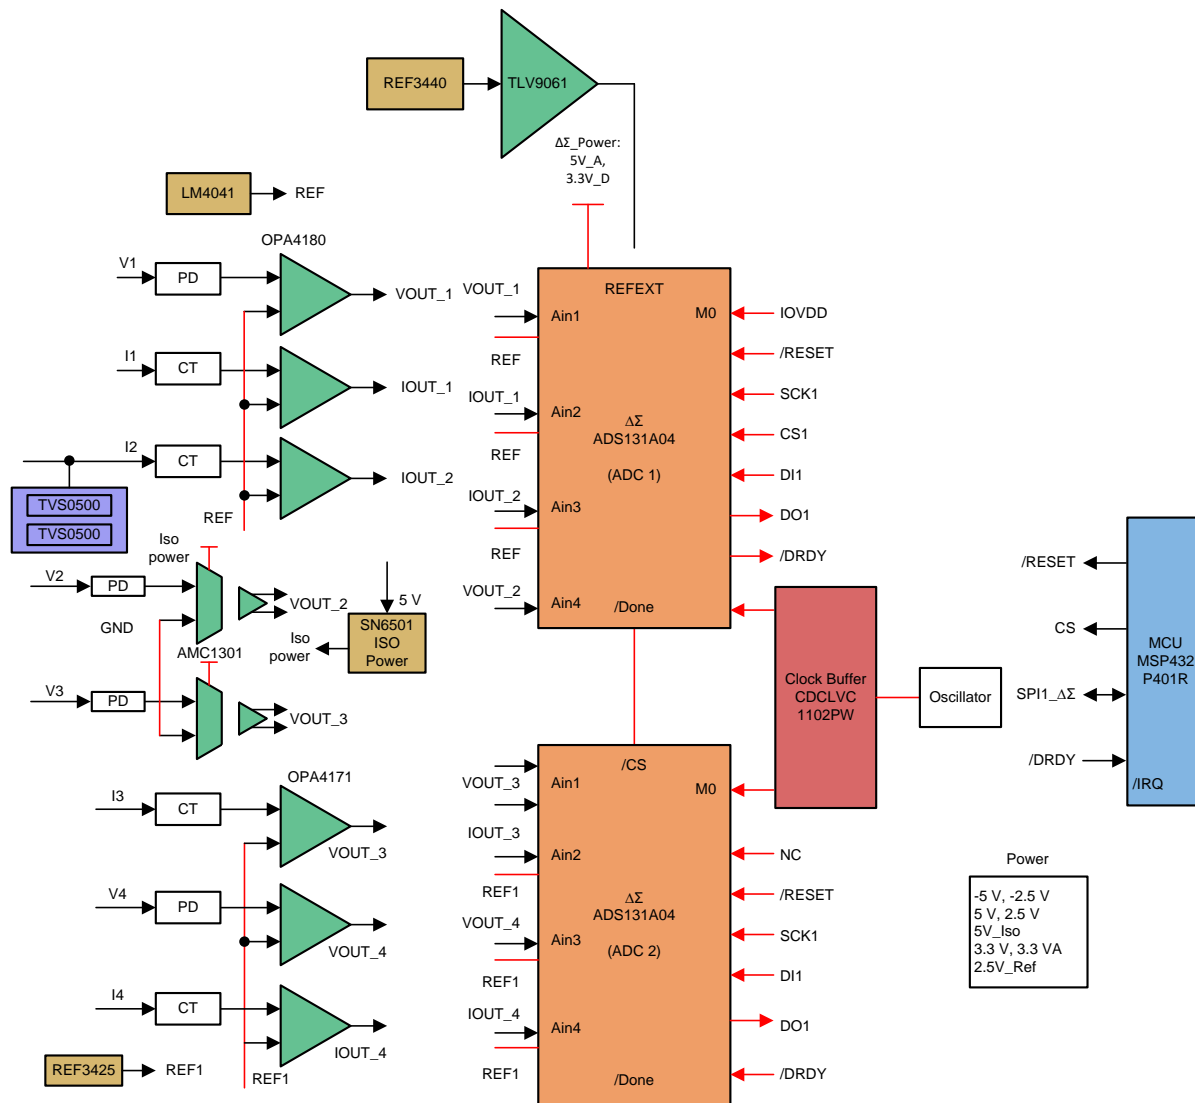 REF3440
TLV9061
ΔΣ_Power:
5V_A,
3.3V_D
LM4041
REF
OPA4180
V1
PD
VOUT_1
I1
CT
IOUT_1
I2
CT
IOUT_2
TVS0500
TVS0500
REF
VOUT_1
REF
IOUT_1
REF
IOUT_2
REF
VOUT_2
REFEXT
Ain1
M0
Ain2
ΔΣ
ADS131A04
(ADC 1)
Ain3
Ain4
/Done
IOVDD
/RESET
SCK1
CS1
DI1
DO1
/DRDY
Iso
power
V2
PD
GND
VOUT_2
AMC1301
V3
PD
VOUT_3
5 V
Iso
power
SN6501
ISO
Power
Clock Buffer
CDCLVC
1102PW
Oscillator
/RESET
CS
SPI1_ΔΣ
/DRDY
MCU
MSP432
P401R
/IRQ
OPA4171
I3
CT
VOUT_3
V4
PD
VOUT_4
I4
CT
IOUT_4
REF3425
REF1
REF1
VOUT_3
IOUT_3
REF1
VOUT_4
REF1
IOUT_4
REF1
/CS
Ain1
M0
Ain2
ΔΣ
ADS131A04
(ADC 2)
Ain3
Ain4
/Done
NC
/RESET
SCK1
DI1
DO1
/DRDY
Power
-5 V, -2.5 V
5 V, 2.5 V
5V_Iso
3.3 V, 3.3 VA
2.5V_Ref